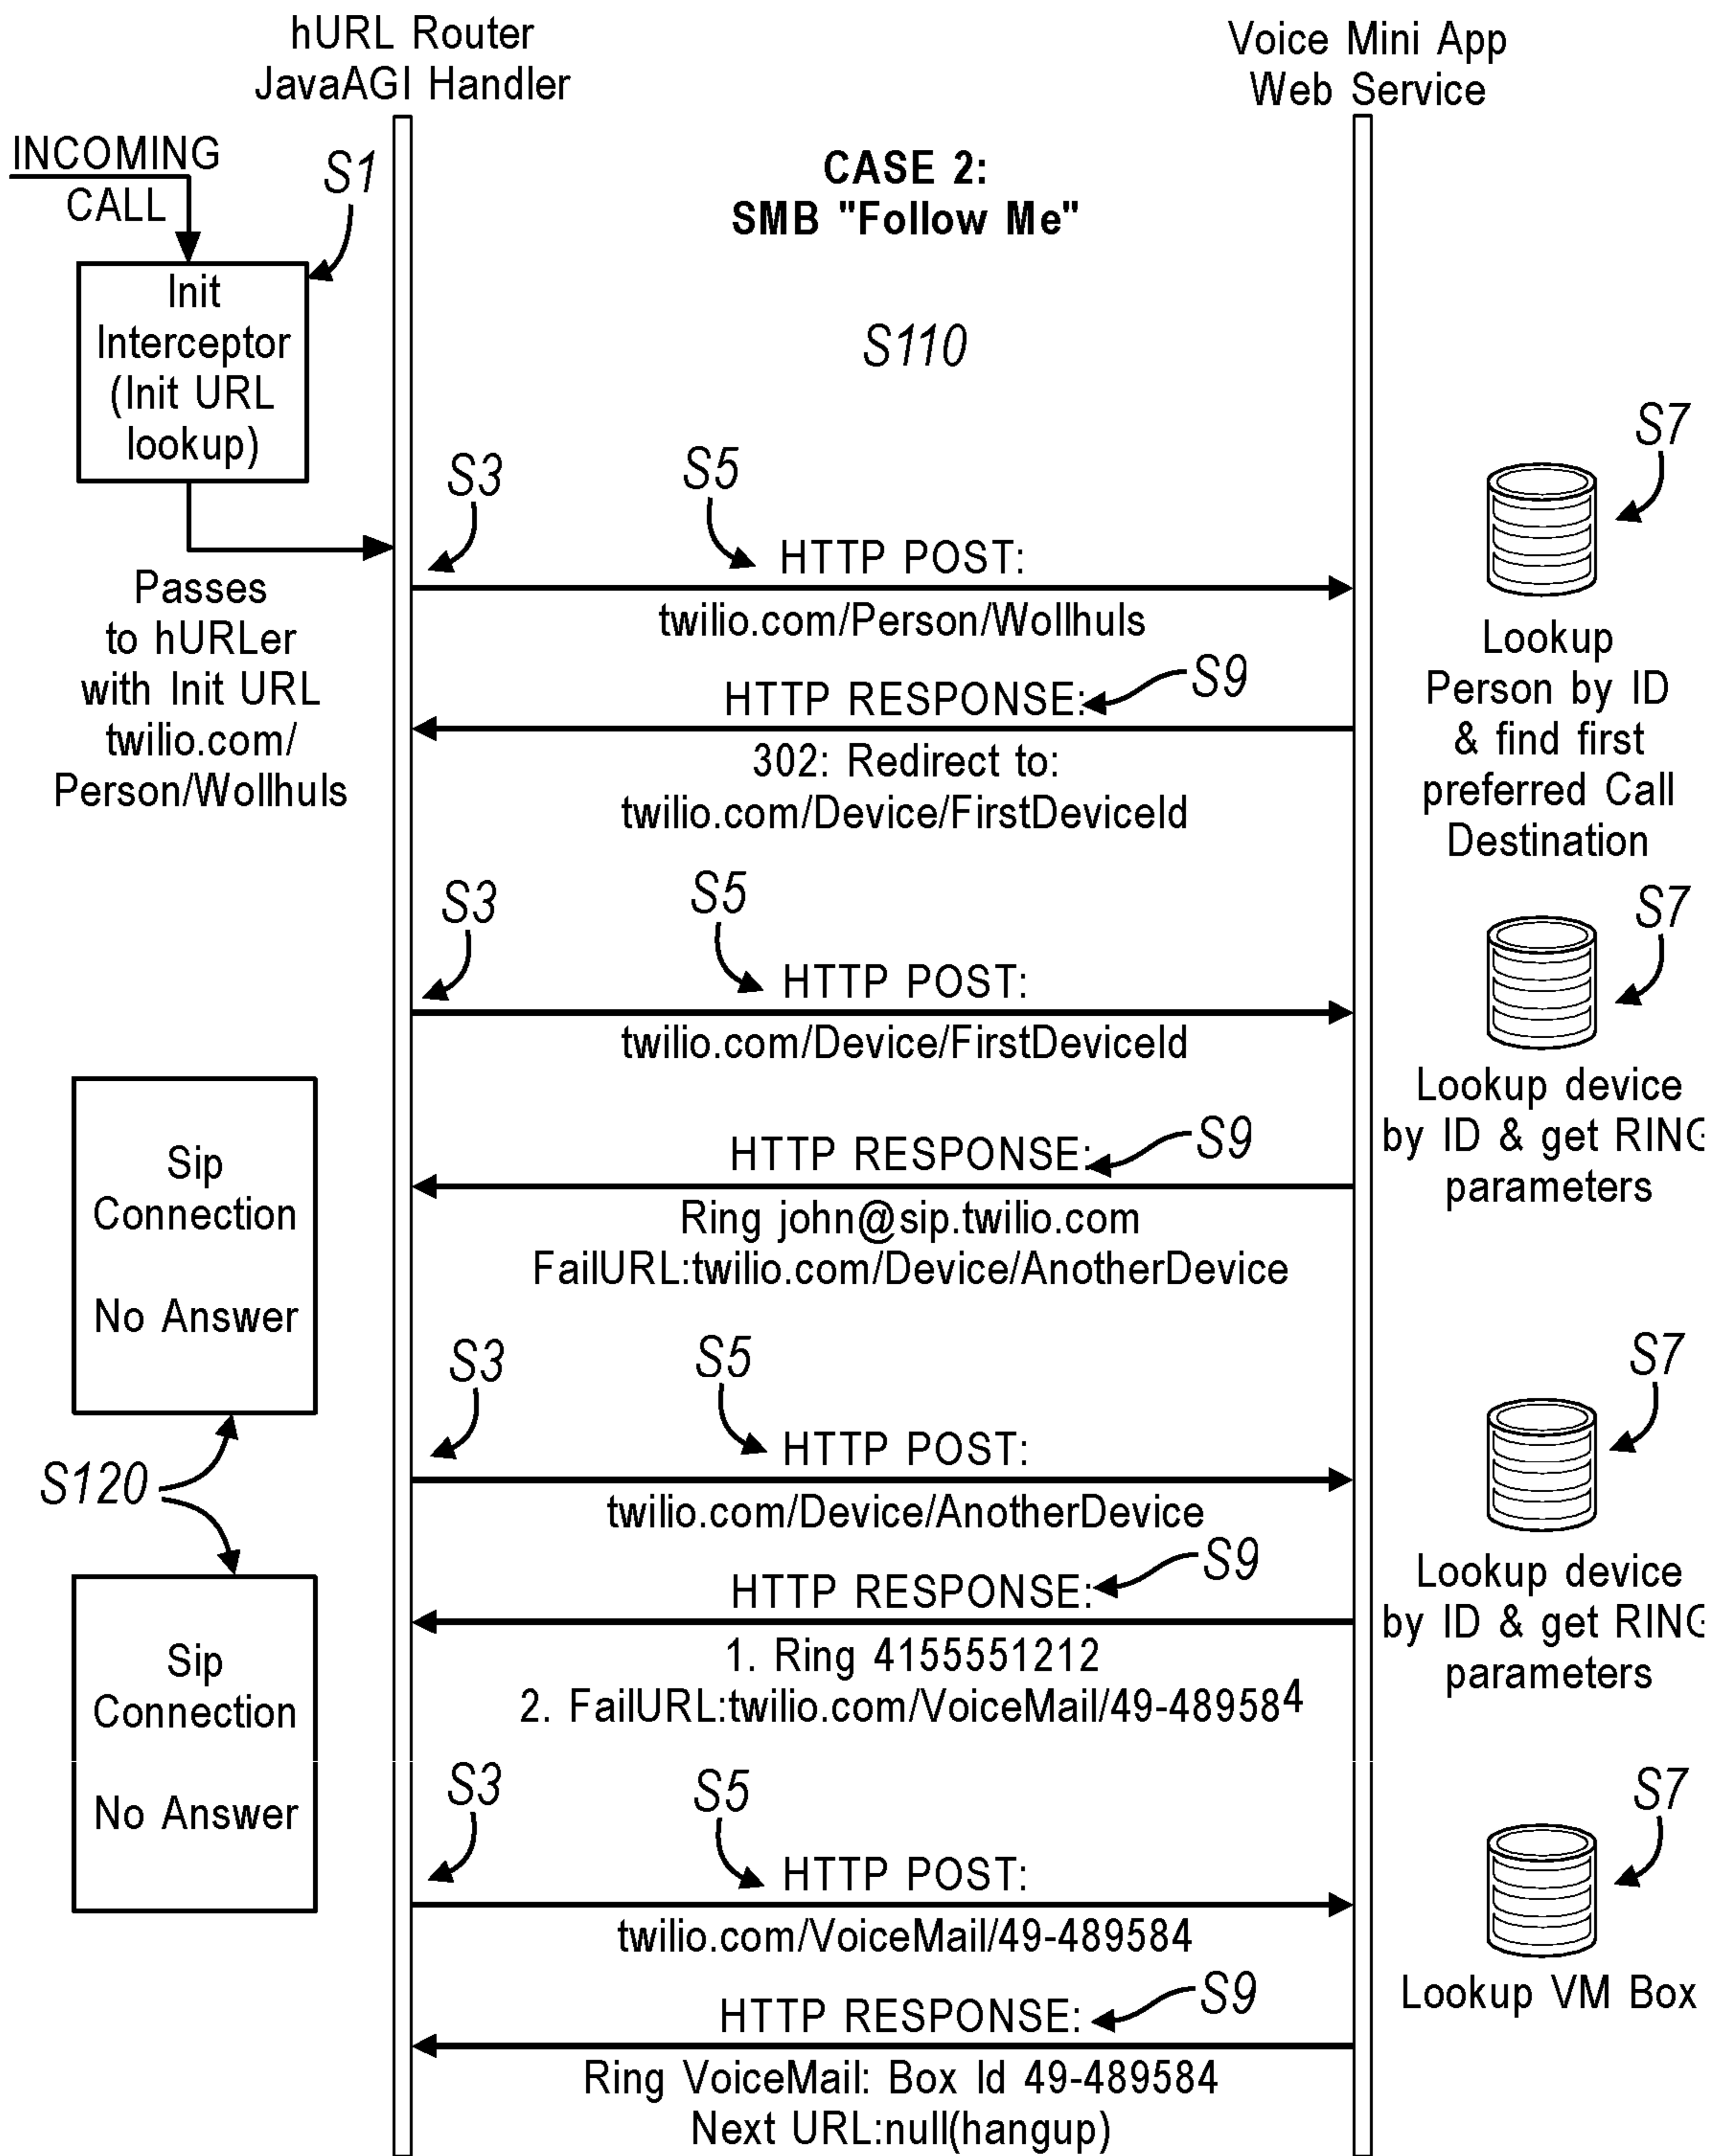 hURL Router
JavaAGI Handler
Voice Mini App
Web Service
INCOMING
CALL
S1
CASE 2:
SMB "Follow Me"
Init
Interceptor
(Init URL
lookup)
S110
S7
S3
S5
HTTP POST:
twilio.com/Person/Wollhuls
Passes
to hURLer
with Init URL
twilio.com/
Person/Wollhuls
Lookup
Person by ID
& find first
preferred Call
Destination
HTTP RESPONSE:
S9
302: Redirect to:
twilio.com/Device/FirstDeviceId
S3
S5
S7
HTTP POST:
twilio.com/Device/FirstDeviceId
Lookup device
by ID & get RING
parameters
Sip
Connection
No Answer
HTTP RESPONSE:
S9
Ring john@sip.twilio.com
FailURL:twilio.com/Device/AnotherDevice
S3
S5
S7
HTTP POST:
twilio.com/Device/AnotherDevice
S120
HTTP RESPONSE:
S9
Lookup device
by ID & get RING
parameters
1. Ring 4155551212
2. FailURL:twilio.com/VoiceMail/49-489584
Sip
Connection
No Answer
S3
S5
S7
HTTP POST:
twilio.com/VoiceMail/49-489584
Lookup VM Box
HTTP RESPONSE:
S9
Ring VoiceMail: Box Id 49-489584
Next URL:null(hangup)